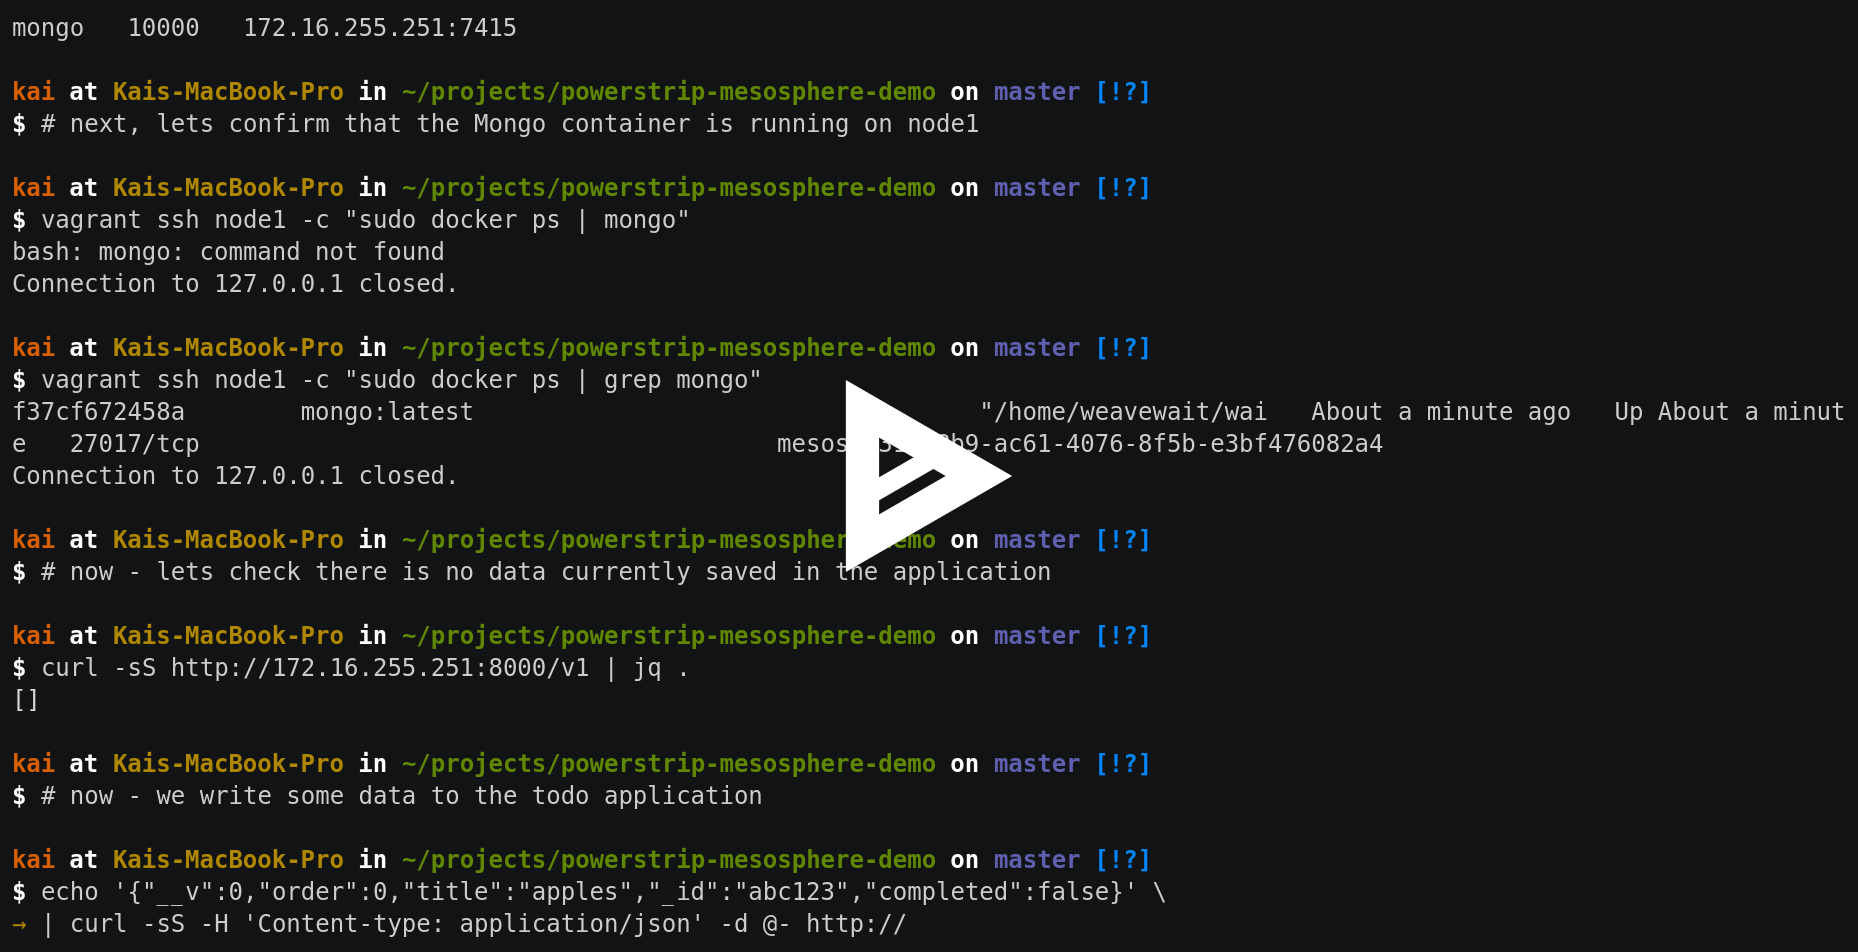 mongo   10000   172.16.255.251:7415
kai at Kais-MacBook-Pro in ~/projects/powerstrip-mesosphere-demo on master [!?]
$ # next, lets confirm that the Mongo container is running on node1
kai at Kais-MacBook-Pro in ~/projects/powerstrip-mesosphere-demo on master [!?]
$ vagrant ssh node1 -c "sudo docker ps | mongo"
bash: mongo: command not found
Connection to 127.0.0.1 closed.
kai at Kais-MacBook-Pro in ~/projects/powerstrip-mesosphere-demo on master [!?]
$ vagrant ssh node1 -c "sudo docker ps | grep mongo"
f37cf672458a        mongo:latest                                   "/home/weavewait/wai   About a minute ago   Up About a minut
e   27017/tcp                                        
Connection to 127.0.0.1 closed.
kai at Kais-MacBook-Pro in ~/projects/powerstrip-mesosphere-demo on master [!?]
$ # now - lets check there is no data currently saved in the application
kai at Kais-MacBook-Pro in ~/projects/powerstrip-mesosphere-demo on master [!?]
$ curl -sS http://172.16.255.251:8000/v1 | jq .
[]
kai at Kais-MacBook-Pro in ~/projects/powerstrip-mesosphere-demo on master [!?]
$ # now - we write some data to the todo application
kai at Kais-MacBook-Pro in ~/projects/powerstrip-mesosphere-demo on master [!?]
$ echo '{"__v":0,"order":0,"title":"apples","_id":"abc123","completed":false}' \
→ | curl -sS -H 'Content-type: application/json' -d @- http://